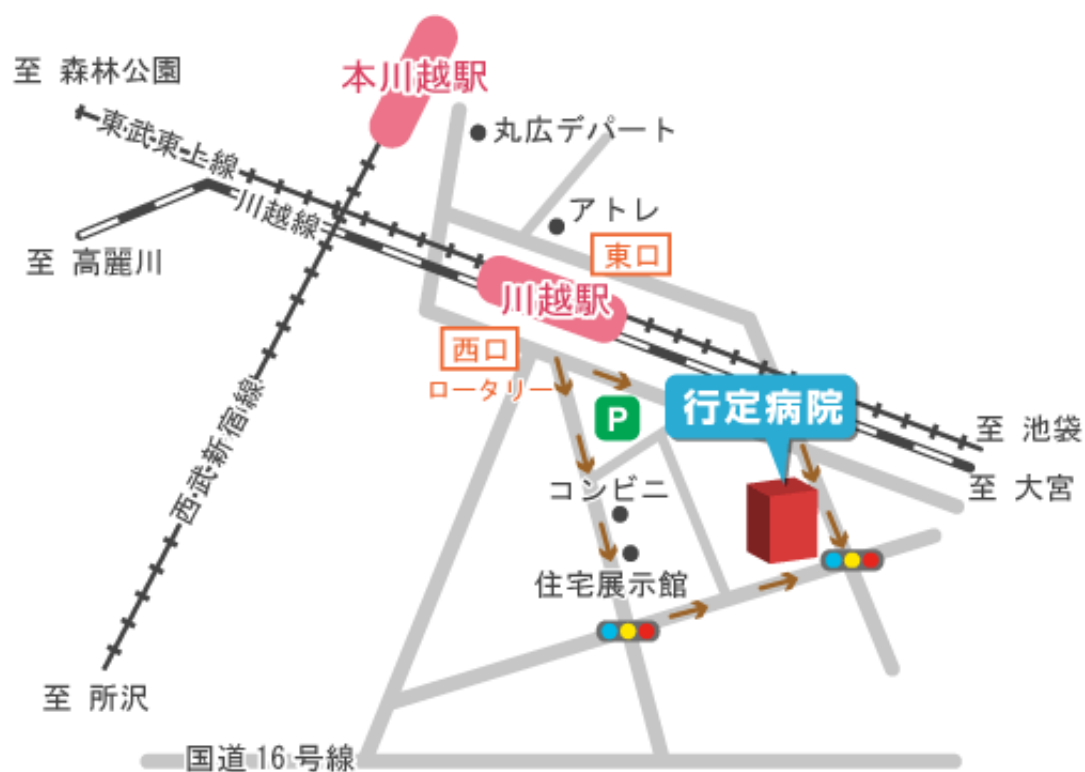 本川越駅
至 森林公園
東武東上線
丸広デパート
川越線
アトレ
至 高麗川
東口
川越駅
西口
ロータリー
P
行定病院
西武新宿線
至 池袋
至 大宮
コンビニ
住宅展示館
至 所沢
国道16号線